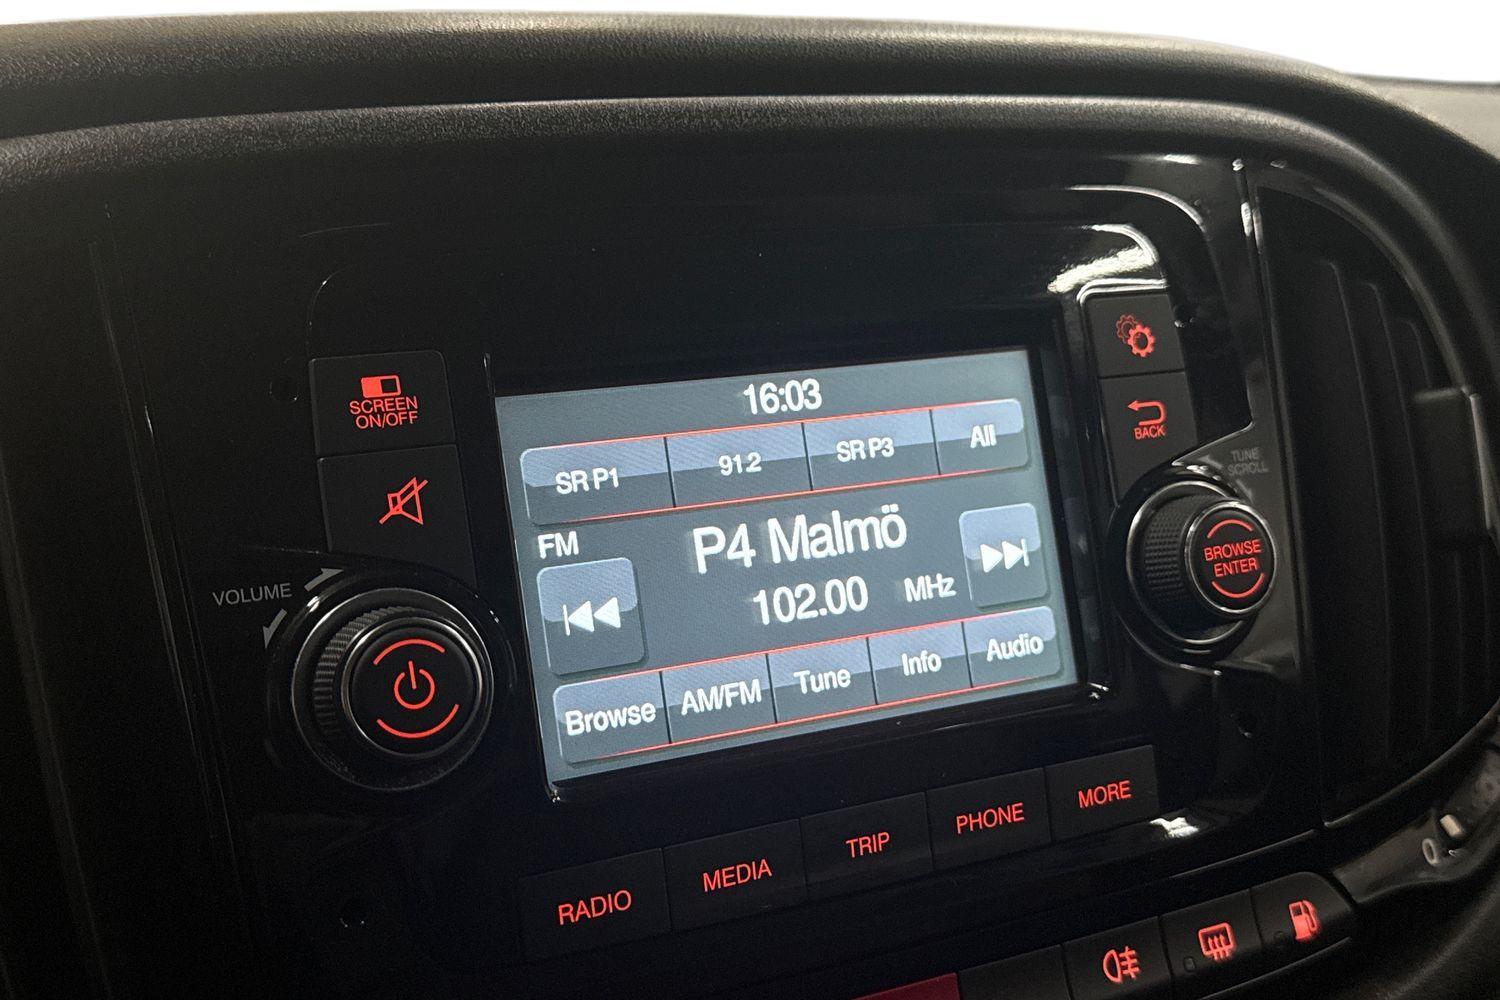 16:03
SR P1 91.2 SR P3 All
FM
P4 Malmö
102.00 MHz
Browse AM/FM Tune Info Audio
SCREEN
ON/OFF
VOLUME
BACK
TUNE
SCROLL
BROWSE
ENTER
RADIO MEDIA TRIP PHONE MORE
0